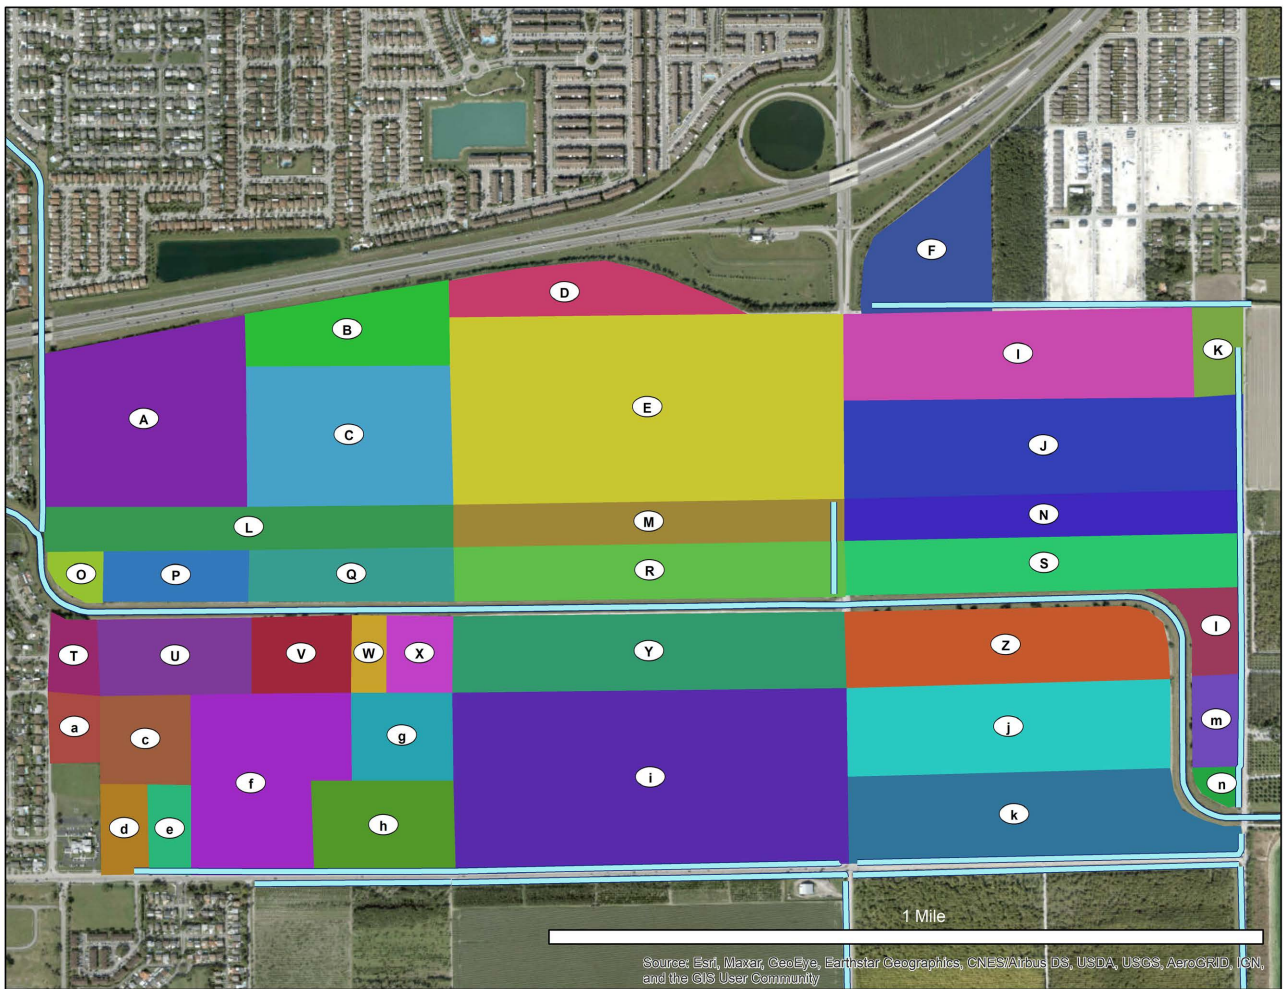 F
D
B
K
I
E
A
C
J
N
M
L
S
R
Q
P
O
l
Z
Y
X
W
V
U
T
m
a
j
g
c
i
f
n
k
h
d
e
1 Mile
Source: Esri, Maxar, GeoEye, Earthstar Geographics, CNES/Airbus DS, USDA, USGS, AeroGRID, IGN,
and the GIS User Community